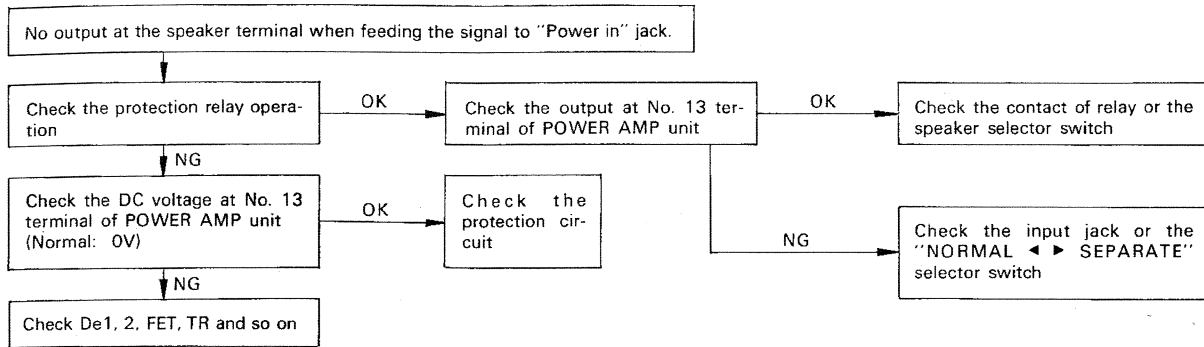 No output at the speaker terminal when feeding the signal to "Power in" jack.
Check the protection relay opera-
tion
OK
Check the output at No. 13 ter-
minal of POWER AMP unit
OK
Check the contact of relay or the
speaker selector switch
NG
Check the DC voltage at No. 13
terminal of POWER AMP unit
(Normal: 0V)
OK
Check the
protection cir-
cuit
NG
Check the input jack or the
"NORMAL ◄ ► SEPARATE"
selector switch
NG
Check De1, 2, FET, TR and so on